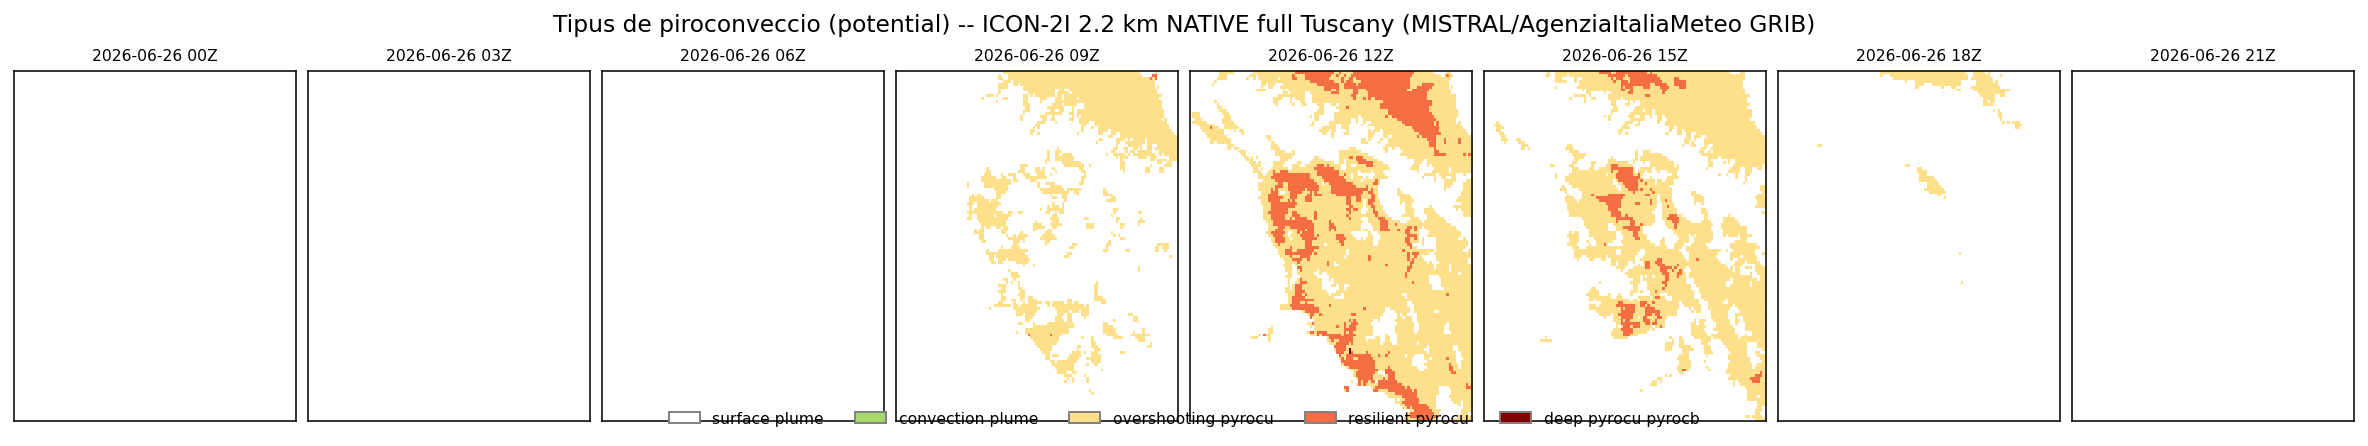 Tipus de piroconveccio (potential) -- ICON-2I 2.2 km NATIVE full Tuscany (MISTRAL/AgenziaItaliaMeteo GRIB)
2026-06-26 00Z
2026-06-26 03Z
2026-06-26 06Z
2026-06-26 09Z
2026-06-26 12Z
2026-06-26 15Z
2026-06-26 18Z
2026-06-26 21Z
surface plume
convection plume
overshooting pyrocu
resilient pyrocu
deep pyrocu pyrocb